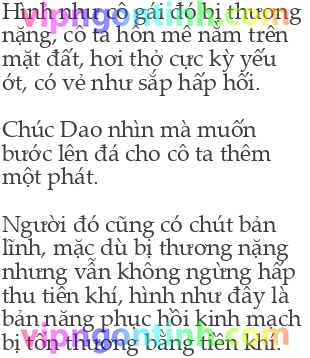 Hình như cô gái đó bị thương
nặng, cô ta hôn mê nằm trên
mặt đất, hơi thở cực kỳ yếu
ớt, có vẻ như sắp hấp hối.
Chúc Dao nhìn mà muốn
bước lên đá cho cô ta thêm
một phát.
Người đó cũng có chút bản
lĩnh, mặc dù bị thương nặng
nhưng vẫn không ngừng hấp
thu tiên khí, hình như đây là
bản năng phục hồi kinh mạch
bị tổn thương bằng tiên khí.
vipngontinh.com
vipngontinh.com